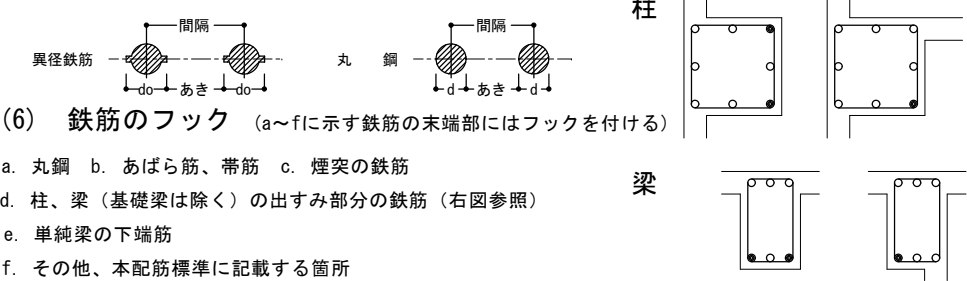 間隔
間隔
異径鉄筋
丸 鋼
do あき do
d あき d
(6) 鉄筋のフック (a~fに示す鉄筋の末端部にはフックを付ける)
a. 丸鋼 b. あばら筋、帯筋 c. 煙突の鉄筋
d. 柱、梁(基礎梁は除く)の出すみ部分の鉄筋(右図参照)
e. 単純梁の下端筋
f. その他、本配筋標準に記載する箇所
柱
梁